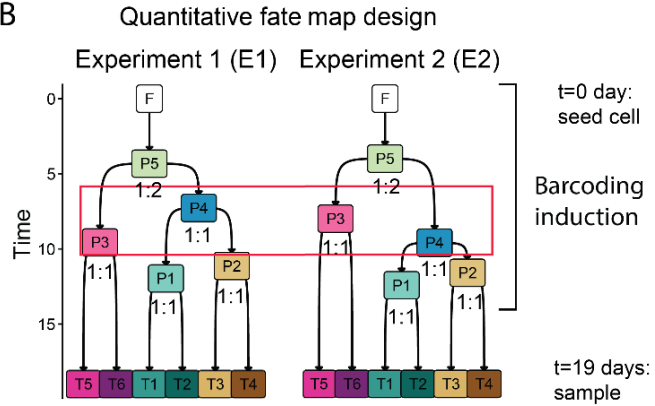 B
Quantitative fate map design
Experiment 1 (E1)
Experiment 2 (E2)
Time
0
5
10
15
F
P5
1:2
P4
1:1
P3
1:1
P2
1:1
P1
1:1
T5 T6 T1 T2 T3 T4
F
P5
1:2
P3
1:1
P4
1:1
P2
1:1
P1
1:1
T5 T6 T1 T2 T3 T4
t=0 day:
seed cell
Barcoding
induction
t=19 days:
sample